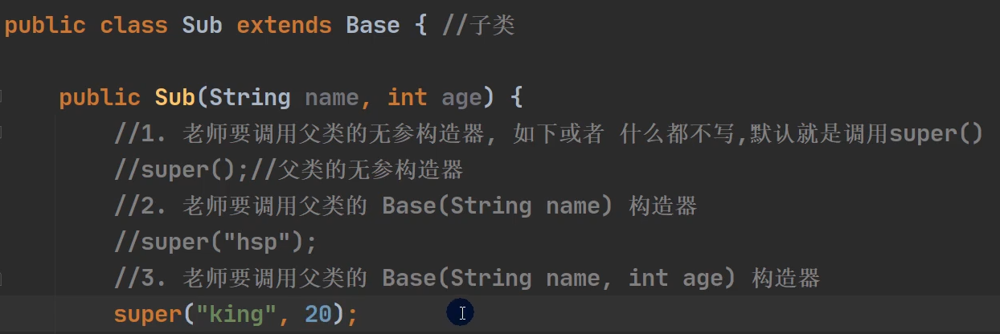 public class Sub extends Base { //子类
public Sub(String name, int age) {
//1. 老师要调用父类的无参构造器, 如下或者 什么都不写,默认就是调用super()
//super();//父类的无参构造器
//2. 老师要调用父类的 Base(String name) 构造器
//super("hsp");
//3. 老师要调用父类的 Base(String name, int age) 构造器
super("king", 20);